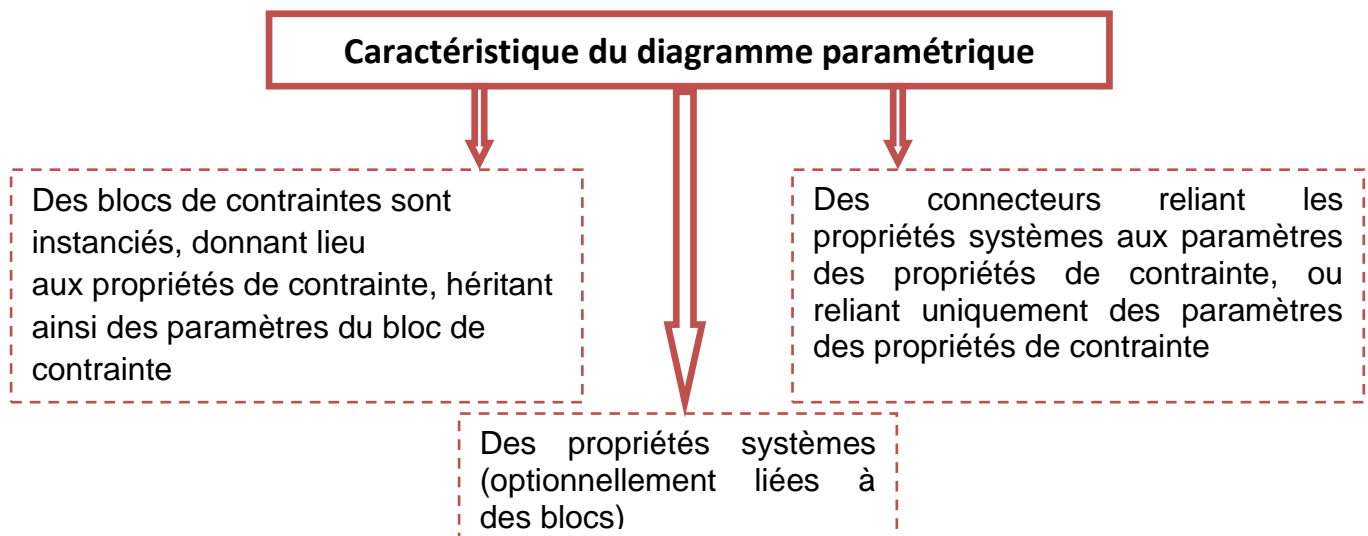 Caractéristique du diagramme paramétrique
Des blocs de contraintes sont
instanciés, donnant lieu
aux propriétés de contrainte, héritant
ainsi des paramètres du bloc de
contrainte
Des connecteurs reliant les
propriétés systèmes aux paramètres
des propriétés de contrainte, ou
reliant uniquement des paramètres
des propriétés de contrainte
Des propriétés systèmes
(optionnellement liées à
des blocs)